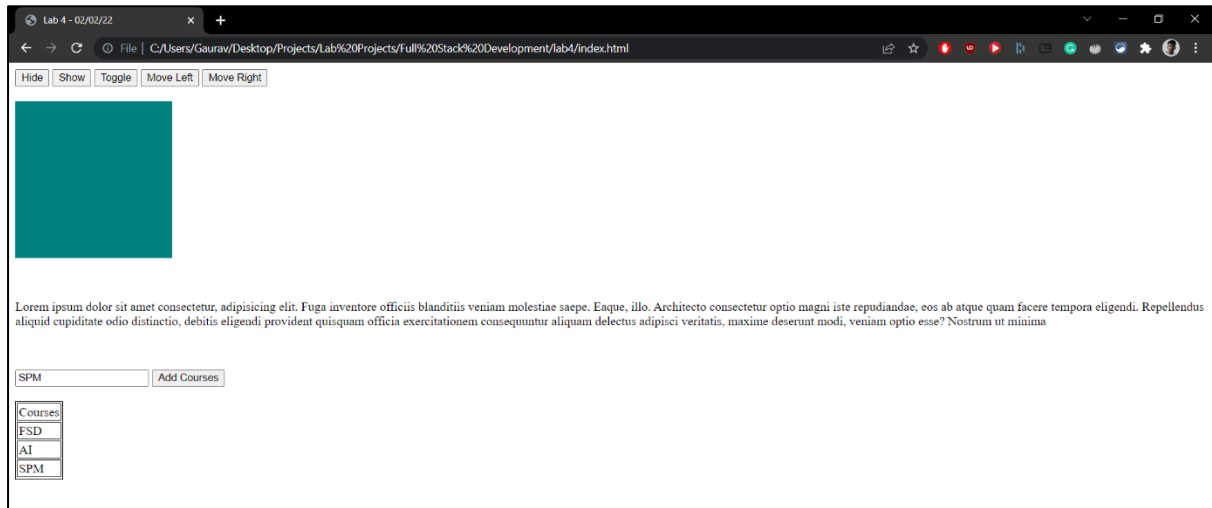 Lab 4 - 02/02/22
File | C:/Users/Gaurav/Desktop/Projects/Lab%20Projects/Full%20Stack%20Development/lab4/index.html
Hide Show Toggle Move Left Move Right
Lorem ipsum dolor sit amet consectetur, adipisicing elit. Fuga inventore officiis blanditiis veniam molestiae saepe. Eaque, illo. Architecto consectetur optio magni iste repudiandae, eos ab atque quam facere tempora eligendi. Repellendus
aliquid cupiditate odio distinctio, debitis eligendi provident quisquam officia exercitationem consequuntur aliquam delectus adipisci veritatis, maxime deserunt modi, veniam optio esse? Nostrum ut minima
SPM Add Courses
Courses
FSD
AI
SPM